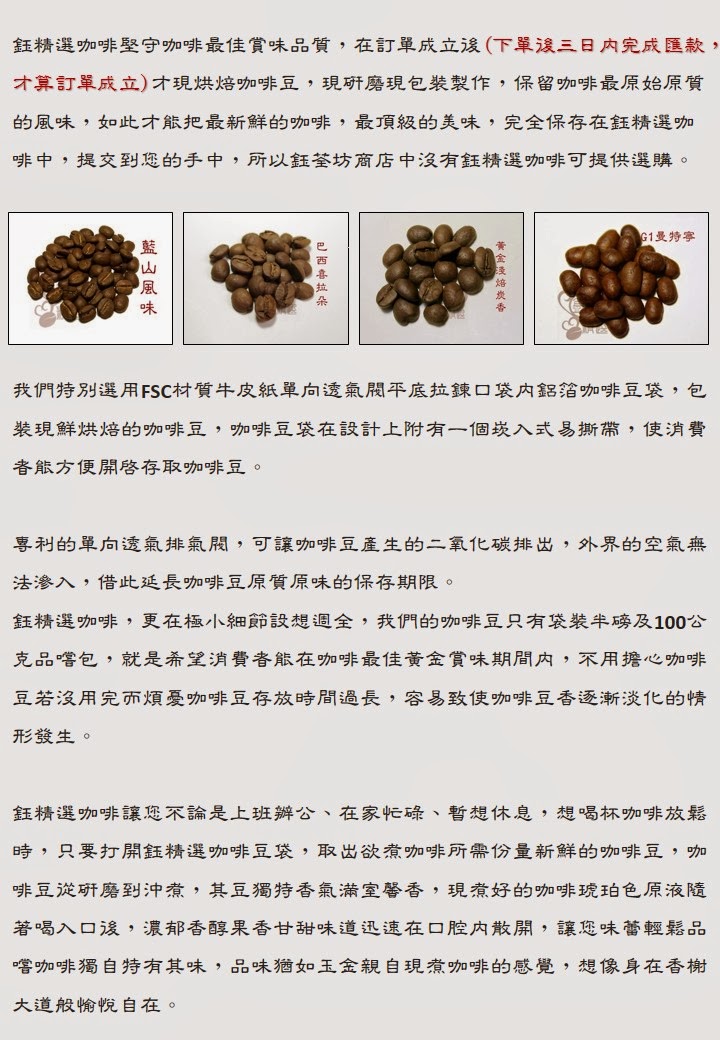 鈺精選咖啡堅守咖啡最佳賞味品質，在訂單成立後(下單後三日內完成匯款，
才算訂單成立)才現烘焙咖啡豆，現研磨現包裝製作，保留咖啡最原始原質
的風味，如此才能把最新鮮的咖啡，最頂級的美味，完全保存在鈺精選咖
啡中，提交到您的手中，所以鈺荃坊商店中沒有鈺精選咖啡可提供選購。
藍山風味
巴西喜拉朵
黃金淺焙炭香
G1曼特寧
我們特別選用FSC材質牛皮紙單向透氣閥平底拉鍊口袋內鋁箔咖啡豆袋，包
裝現鮮烘焙的咖啡豆，咖啡豆袋在設計上附有一個崁入式易撕帶，使消費
者能方便開啟存取咖啡豆。
專利的單向透氣排氣閥，可讓咖啡豆產生的二氧化碳排出，外界的空氣無
法滲入，借此延長咖啡豆原質原味的保存期限。
鈺精選咖啡，更在極小細節設想週全，我們的咖啡豆只有袋裝半磅及100公
克品嚐包，就是希望消費者能在咖啡最佳黃金賞味期間內，不用擔心咖啡
豆若沒用完而煩憂咖啡豆存放時間過長，容易致使咖啡豆香逐漸淡化的情
形發生。
鈺精選咖啡讓您不論是上班辦公、在家忙碌、暫想休息，想喝杯咖啡放鬆
時，只要打開鈺精選咖啡豆袋，取出欲煮咖啡所需份量新鮮的咖啡豆，咖
啡豆從研磨到沖煮，其豆獨特香氣滿室馨香，現煮好的咖啡琥珀色原液隨
著喝入口後，濃郁香醇果香甘甜味道迅速在口腔內散開，讓您味蕾輕鬆品
嚐咖啡獨自特有其味，品味猶如玉金親自現煮咖啡的感覺，想像身在香榭
大道般愉悅自在。